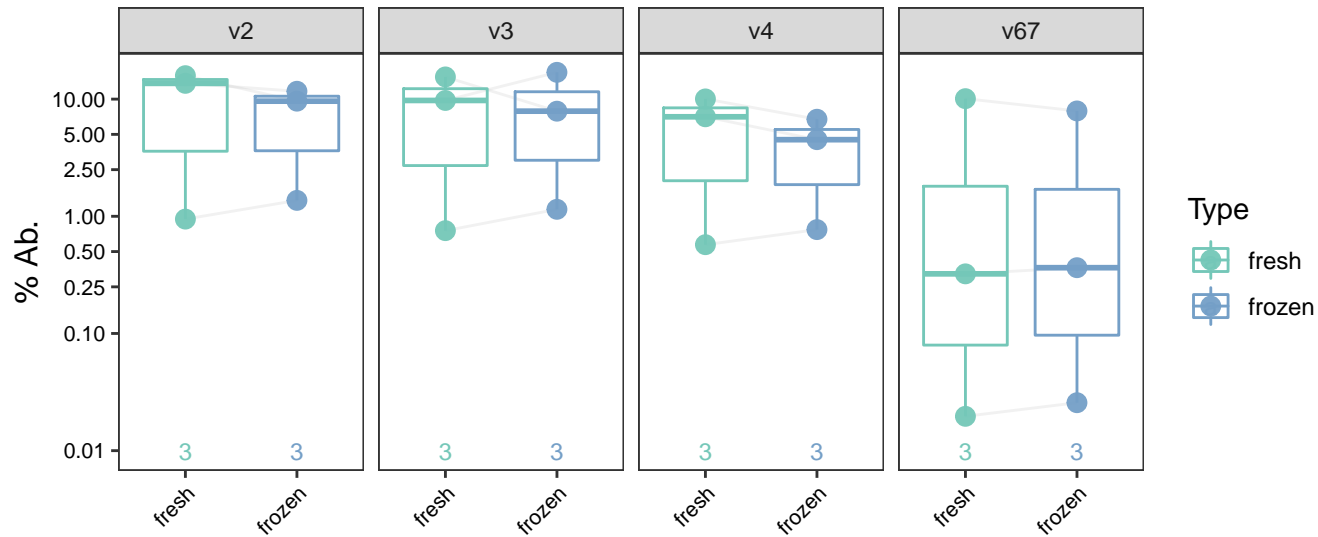 v2 v3 v4 v67
% Ab.
10.00
5.00
2.50
1.00
0.50
0.25
0.10
0.01
3 3 3 3 3 3 3 3
fresh frozen fresh frozen fresh frozen fresh frozen
Type
fresh
frozen